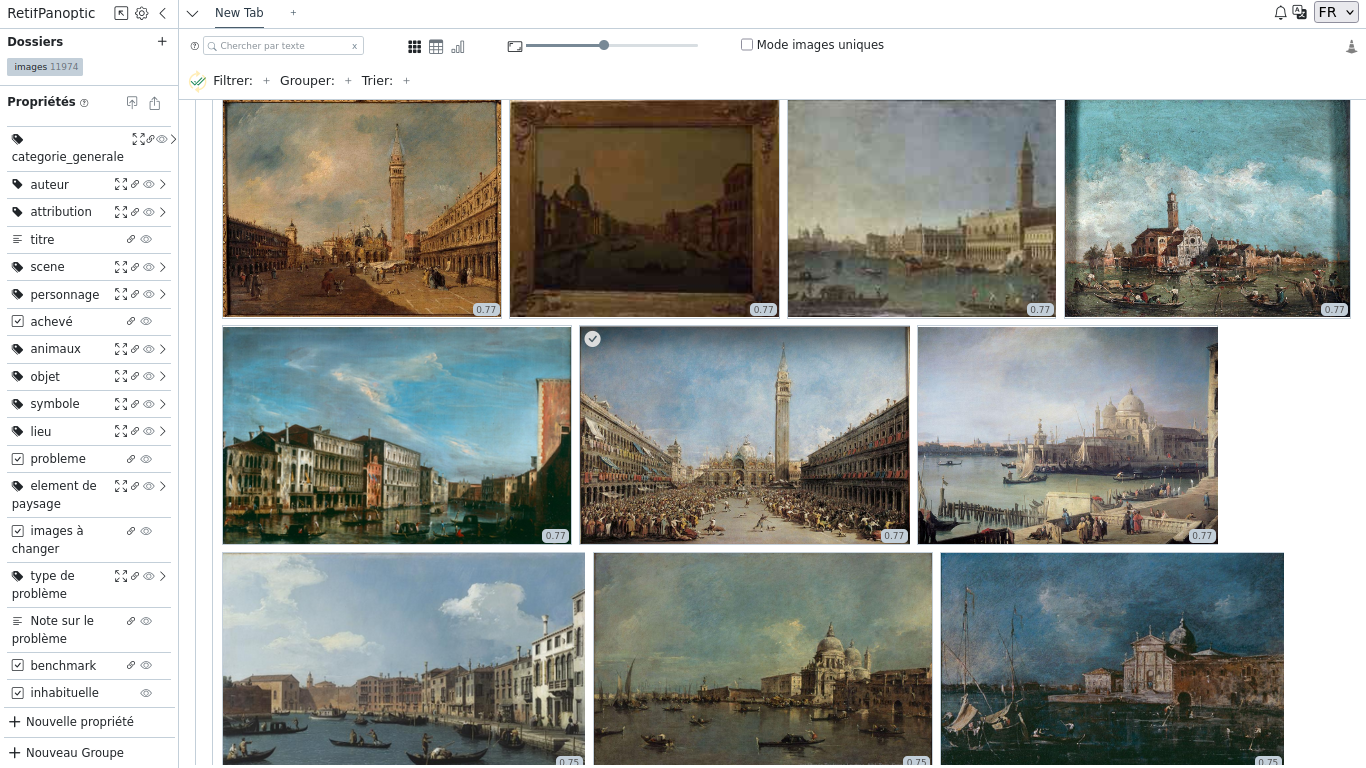 RetifPanoptic
New Tab
FR
Dossiers
images 11974
Chercher par texte
x
Mode images uniques
Filtrer: + Grouper: + Trier: +
Propriétés
categorie_generale
auteur
attribution
titre
scene
personnage
achevé
animaux
objet
symbole
lieu
probleme
element de
paysage
images à
changer
type de
problème
Note sur le
problème
benchmark
inhabituelle
+ Nouvelle propriété
+ Nouveau Groupe
0.77
0.77
0.77
0.77
0.77
0.77
0.77
0.75
0.75
0.75